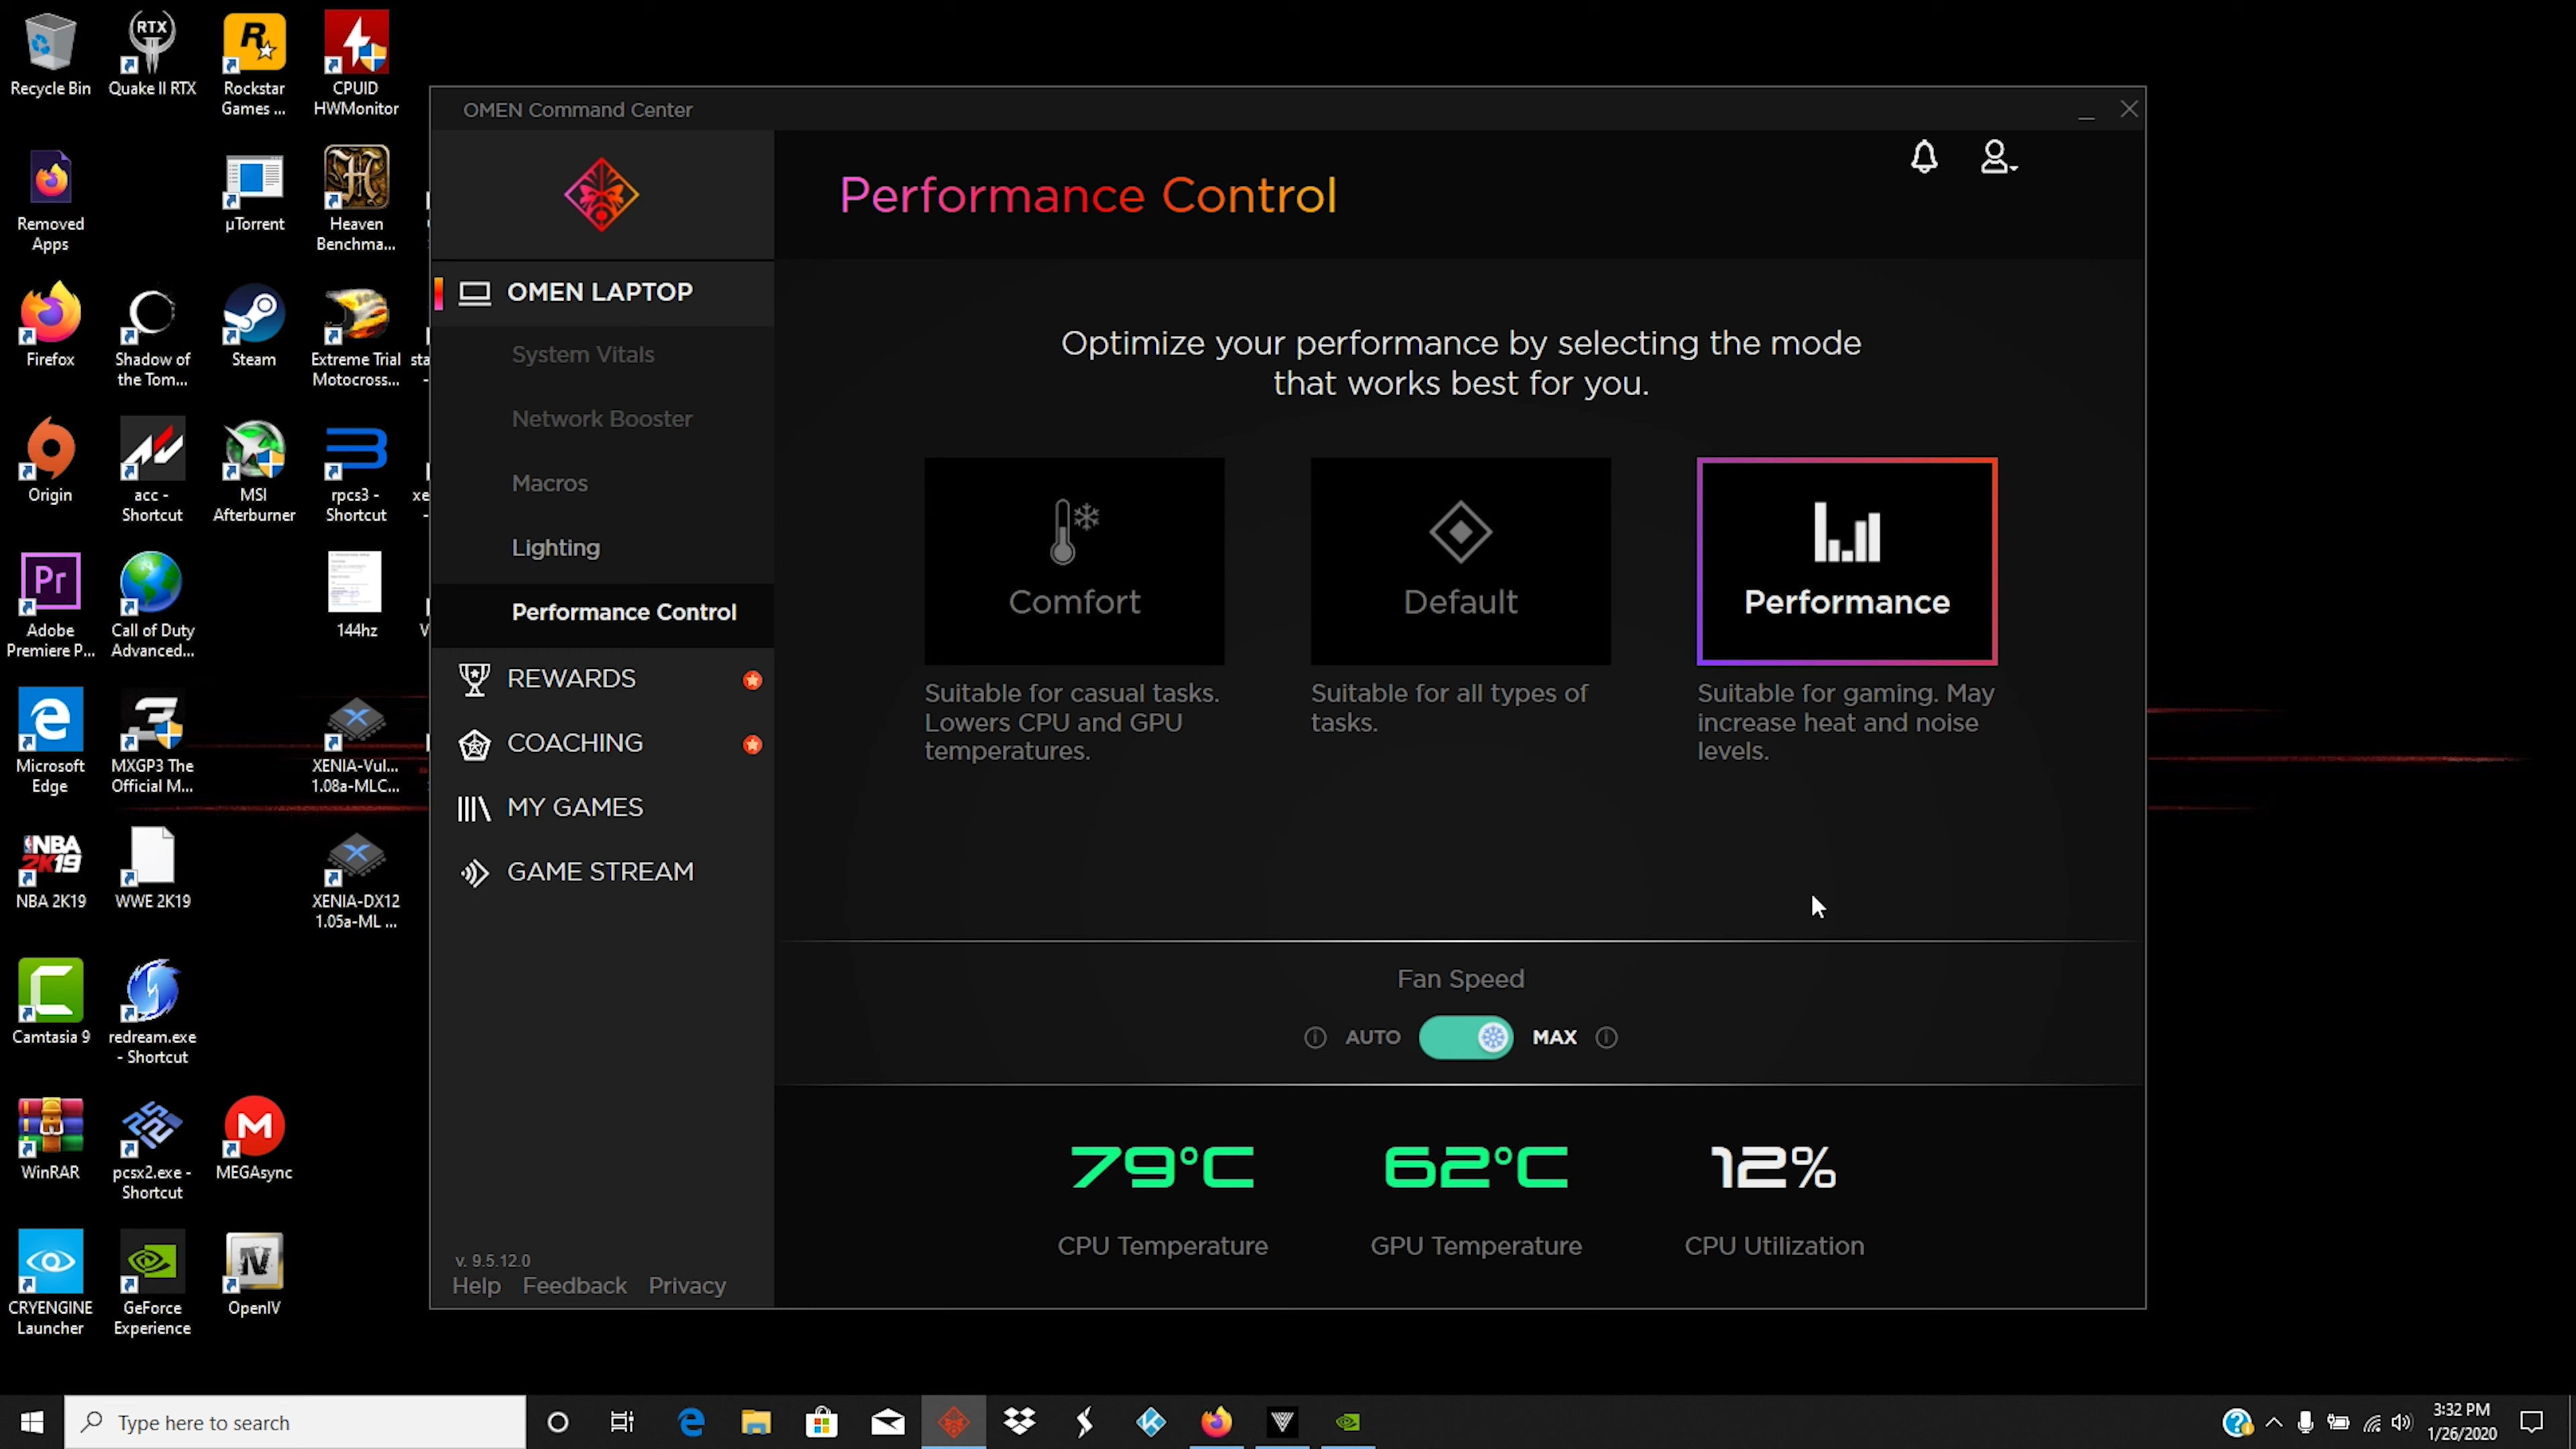 Recycle Bin
Quake II RTX
Rockstar
Games ...
CPUID
HWMonitor
Removed
Apps
µTorrent
Heaven
Benchma...
Firefox
Shadow of
the Tom...
Steam
Extreme Trial
Motocross...
sta
-
Origin
acc -
Shortcut
MSI
Afterburner
rpcs3 -
Shortcut
xe
-
Adobe
Premiere P...
Call of Duty
Advanced...
144hz
V
Microsoft
Edge
MXGP3 The
Official M...
XENIA-Vul...
1.08a-MLC...
NBA 2K19
WWE 2K19
XENIA-DX12
1.05a-ML ...
Camtasia 9
redream.exe
- Shortcut
WinRAR
pcsx2.exe -
Shortcut
MEGAsync
CRYENGINE
Launcher
GeForce
Experience
OpenIV
OMEN Command Center
Performance Control
OMEN LAPTOP
System Vitals
Network Booster
Macros
Lighting
Performance Control
REWARDS
COACHING
MY GAMES
GAME STREAM
v. 9.5.12.0
Help Feedback Privacy
Optimize your performance by selecting the mode
that works best for you.
Comfort
Suitable for casual tasks.
Lowers CPU and GPU
temperatures.
Default
Suitable for all types of
tasks.
Performance
Suitable for gaming. May
increase heat and noise
levels.
Fan Speed
AUTO MAX
79°C 62°C 12%
CPU Temperature GPU Temperature CPU Utilization
Type here to search
3:32 PM
1/26/2020